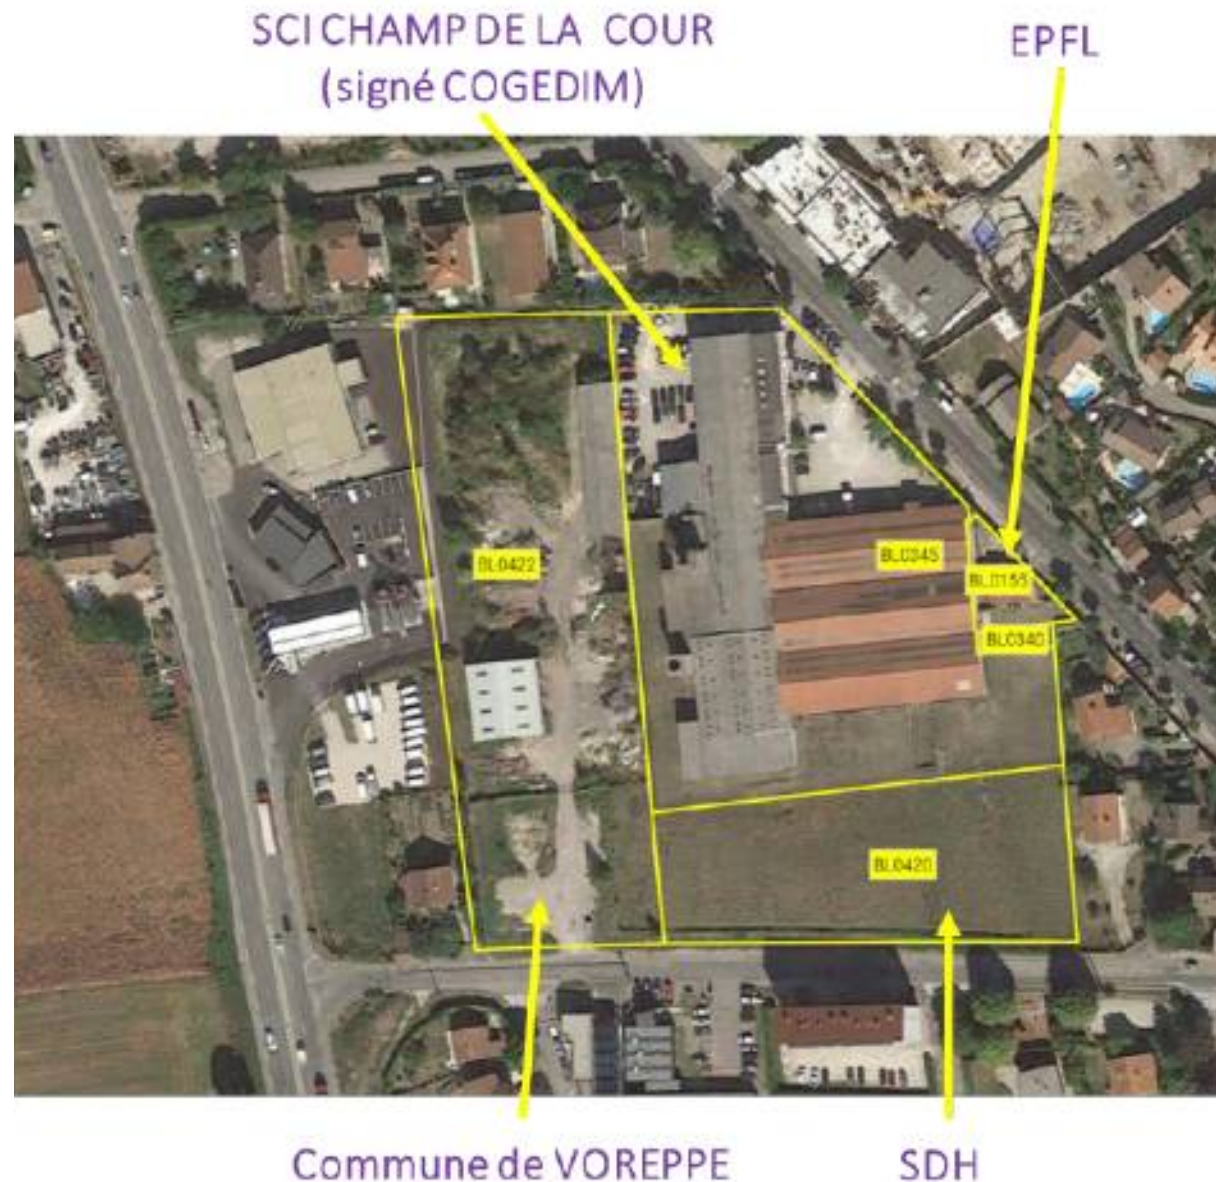 SCI CHAMP DE LA COUR
(signé COGEDIM)
EPFL
BL0422
BL0345
BL0155
BL0340
BL0420
Commune de VOREPPE
SDH